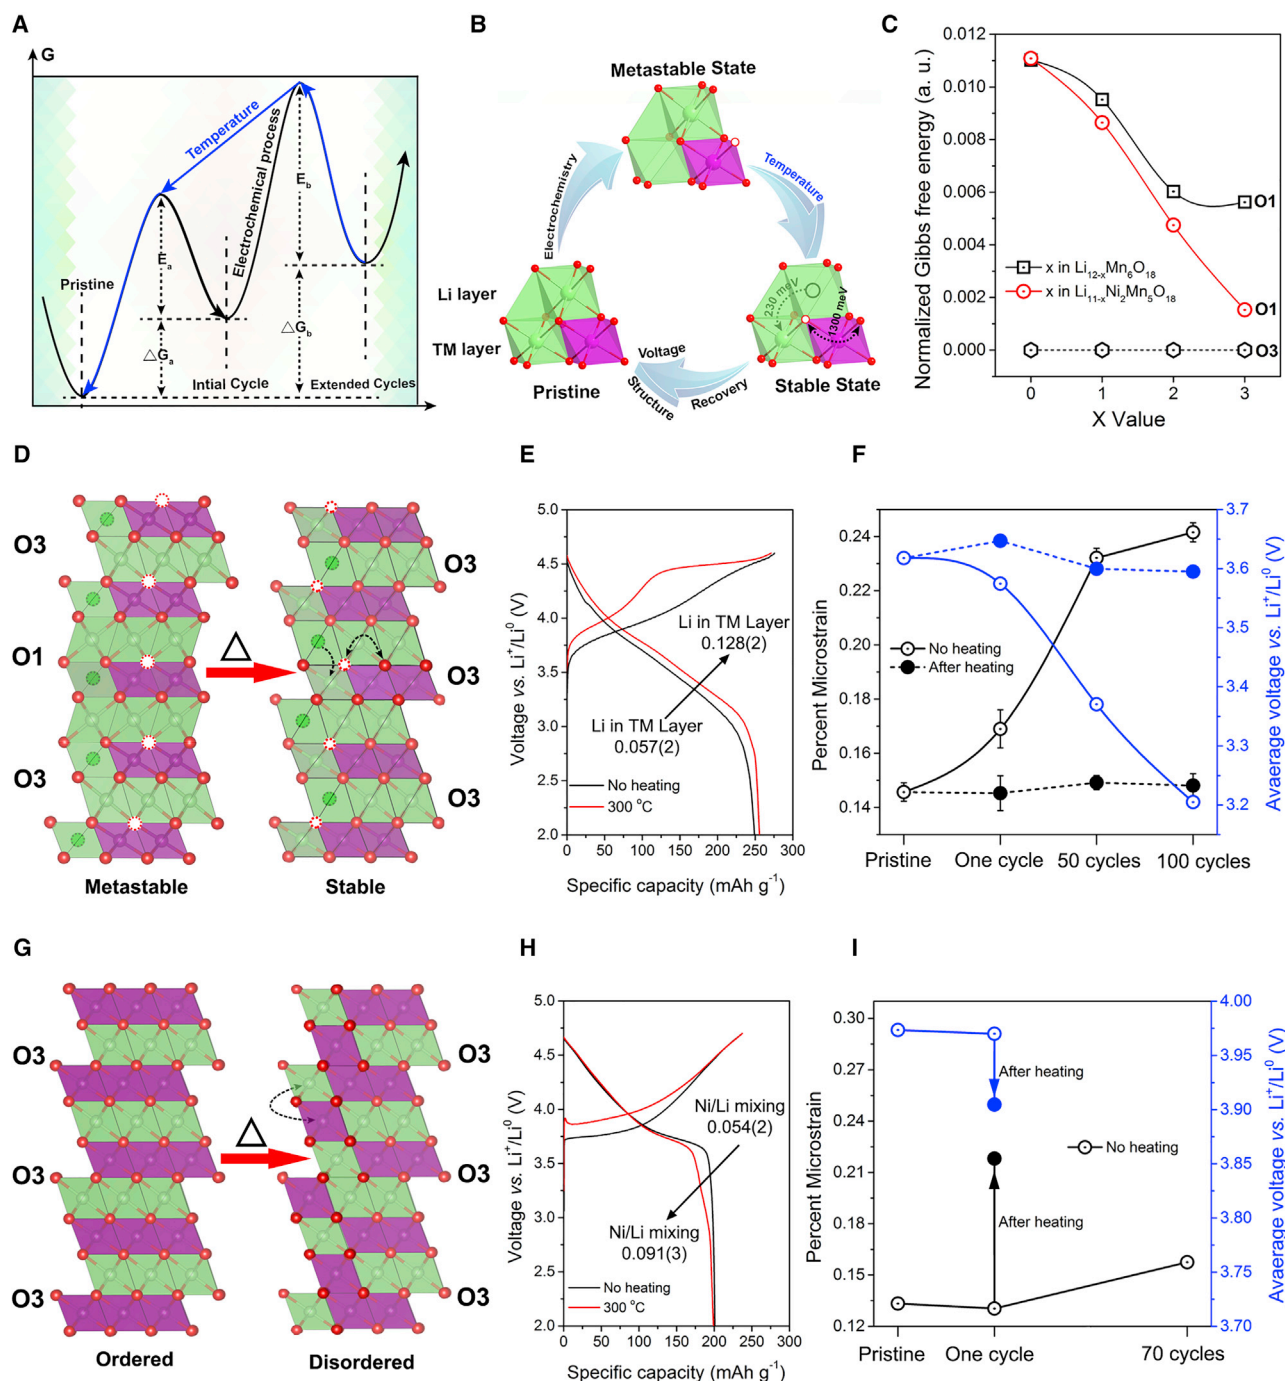 A
G
Temperature
Electrochemical process
E_a
E_b
Pristine
△G_a
△G_b
Intial Cycle
Extended Cycles
B
Metastable State
Electrochemistry
Temperature
Li layer
TM layer
230 meV
1300 meV
Pristine
Voltage
Structure
Recovery
Stable State
C
Normalized Gibbs free energy (a. u.)
0.012
0.010
0.008
0.006
0.004
0.002
0.000
O1
x in Li₁₂₋ₓMn₆O₁₈
x in Li₁₁₋ₓNi₂Mn₅O₁₈
O1
O3
0 1 2 3
X Value
D
O3
O1
O3
△
O3
O3
O3
Metastable
Stable
E
Voltage vs. Li⁺/Li⁰ (V)
5.0
4.5
4.0
3.5
3.0
2.5
2.0
Li in TM Layer
0.128(2)
Li in TM Layer
0.057(2)
No heating
300 °C
0 50 100 150 200 250 300
Specific capacity (mAh g⁻¹)
F
Percent Microstrain
0.24
0.22
0.20
0.18
0.16
0.14
No heating
After heating
3.7
3.6
3.5
3.4
3.3
3.2
Avaerage voltage vs. Li⁺/Li⁰ (V)
Pristine One cycle 50 cycles 100 cycles
G
O3
O3
O3
△
O3
O3
O3
Ordered
Disordered
H
Voltage vs. Li⁺/Li⁰ (V)
5.0
4.5
4.0
3.5
3.0
2.5
2.0
Ni/Li mixing
0.054(2)
Ni/Li mixing
0.091(3)
No heating
300 °C
0 50 100 150 200 250 300
Specific capacity (mAh g⁻¹)
I
Percent Microstrain
0.30
0.27
0.24
0.21
0.18
0.15
0.12
After heating
No heating
After heating
4.00
3.95
3.90
3.85
3.80
3.75
3.70
Avaerage voltage vs. Li⁺/Li⁰ (V)
Pristine One cycle 70 cycles